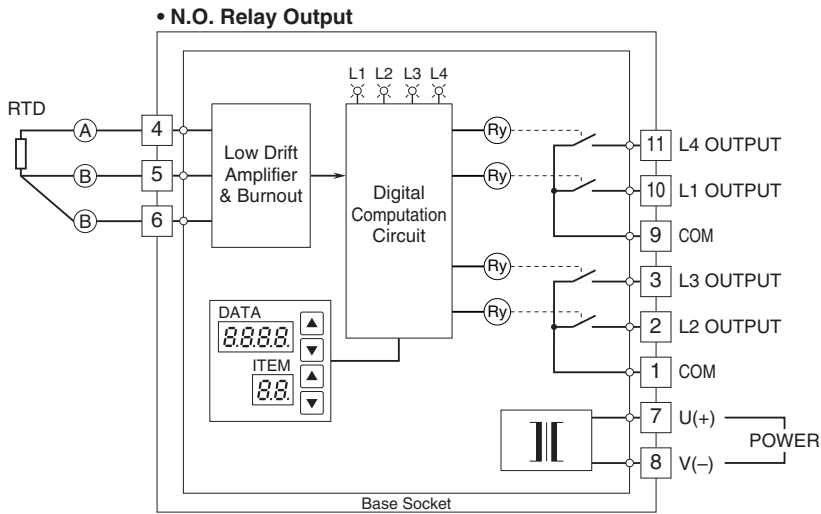 • N.O. Relay Output
L1 L2 L3 L4
RTD
A 4
B 5
B 6
Low Drift
Amplifier
& Burnout
Digital
Computation
Circuit
Ry
Ry
Ry
Ry
11 L4 OUTPUT
10 L1 OUTPUT
9 COM
3 L3 OUTPUT
2 L2 OUTPUT
1 COM
7 U(+)
8 V(–)
POWER
DATA
8.8.8.8.
ITEM
8.8.
Base Socket